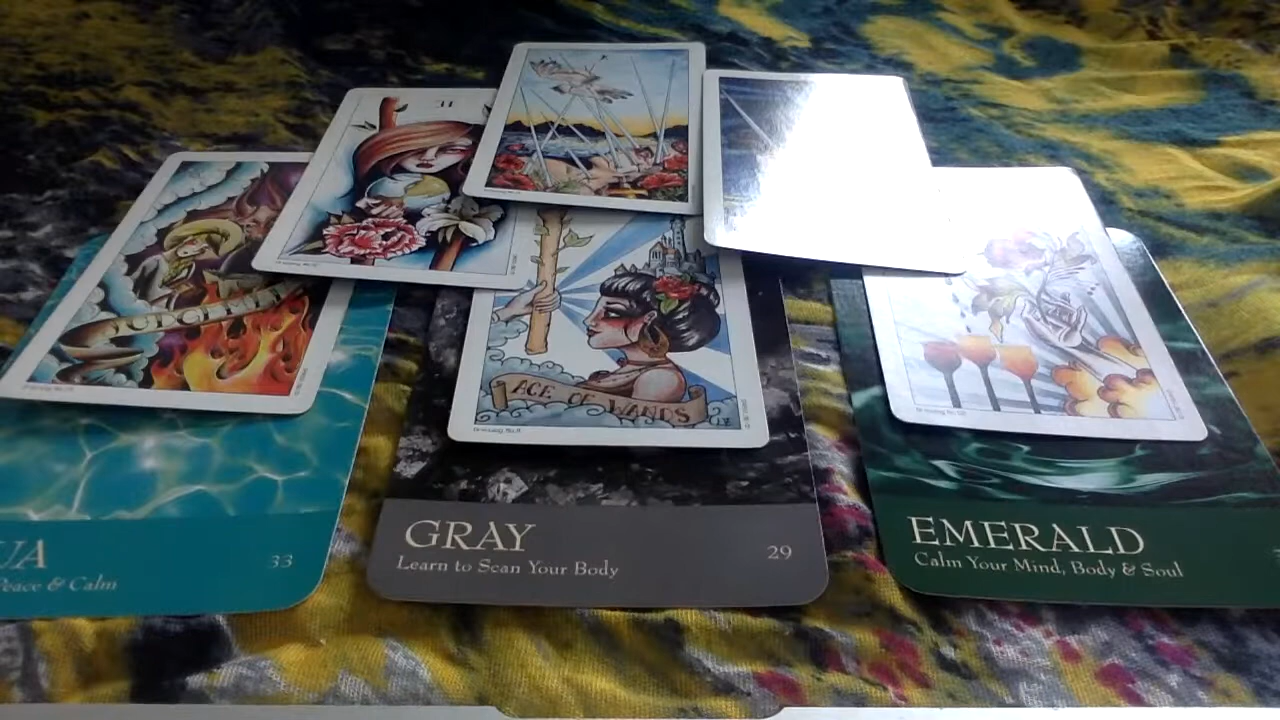 ACE OF WANDS
UA
Peace & Calm
33
GRAY
Learn to Scan Your Body
29
EMERALD
Calm Your Mind, Body & Soul